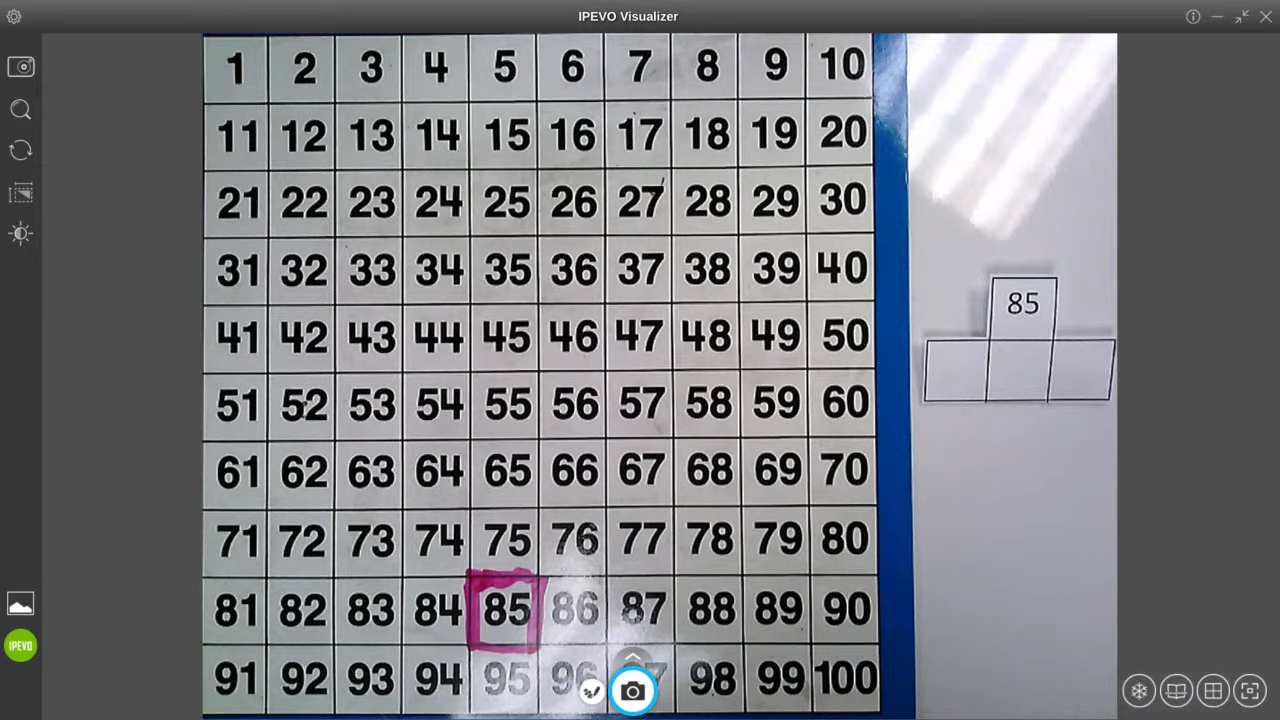 IPEVO Visualizer
1 2 3 4 5 6 7 8 9 10
11 12 13 14 15 16 17 18 19 20
21 22 23 24 25 26 27 28 29 30
31 32 33 34 35 36 37 38 39 40
41 42 43 44 45 46 47 48 49 50
51 52 53 54 55 56 57 58 59 60
61 62 63 64 65 66 67 68 69 70
71 72 73 74 75 76 77 78 79 80
81 82 83 84 85 86 87 88 89 90
91 92 93 94 95 96 98 99 100
85
IPEVO